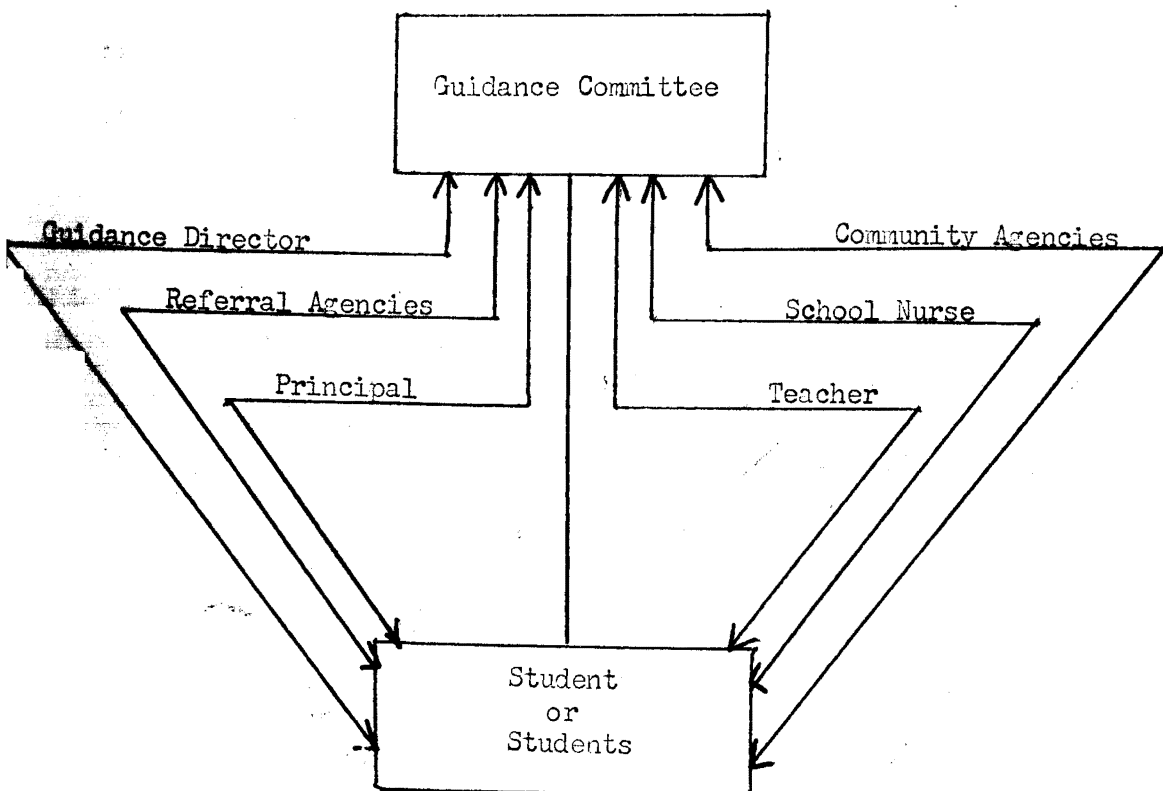 Guidance Committee
Guidance Director
Community Agencies
Referral Agencies
School Nurse
Principal
Teacher
Student
or
Students